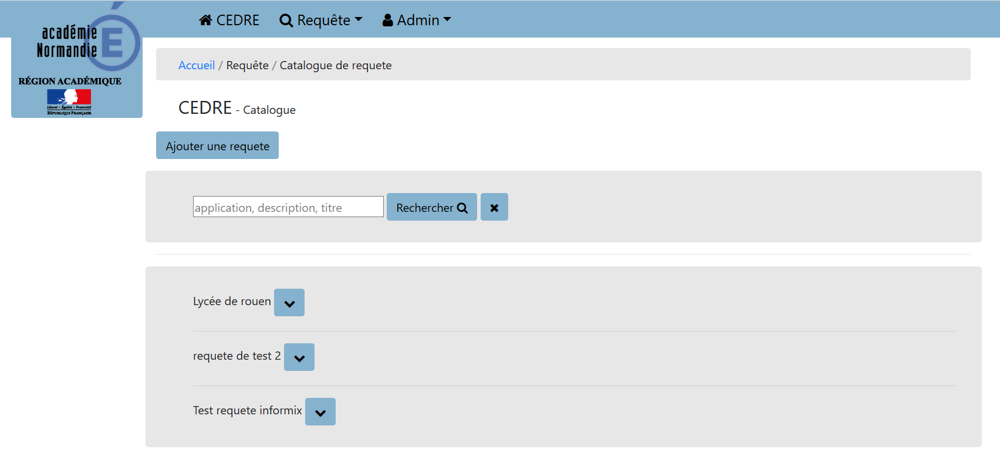 CEDRE Requête Admin
académie
Normandie
É
RÉGION ACADÉMIQUE
Liberté • Égalité • Fraternité
RÉPUBLIQUE FRANÇAISE
Accueil / Requête / Catalogue de requete
CEDRE - Catalogue
Ajouter une requete
application, description, titre Rechercher
Lycée de rouen
requete de test 2
Test requete informix